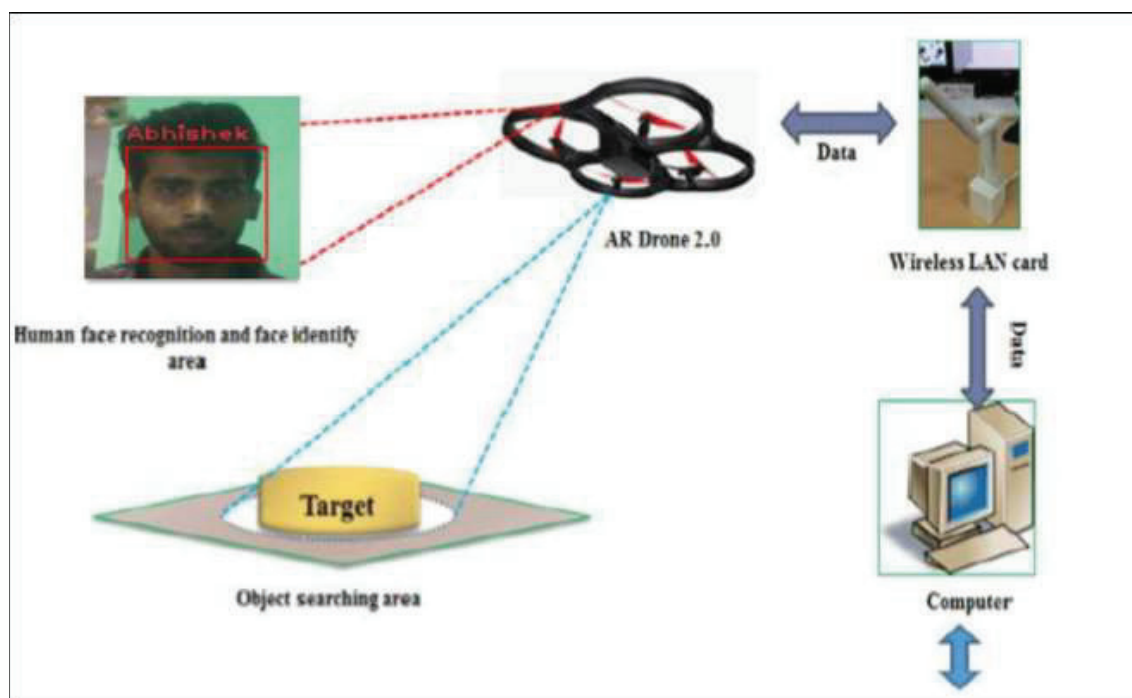 Abhishek
Data
AR Drone 2.0
Wireless LAN card
Human face recognition and face identify
area
Data
Target
Object searching area
Computer